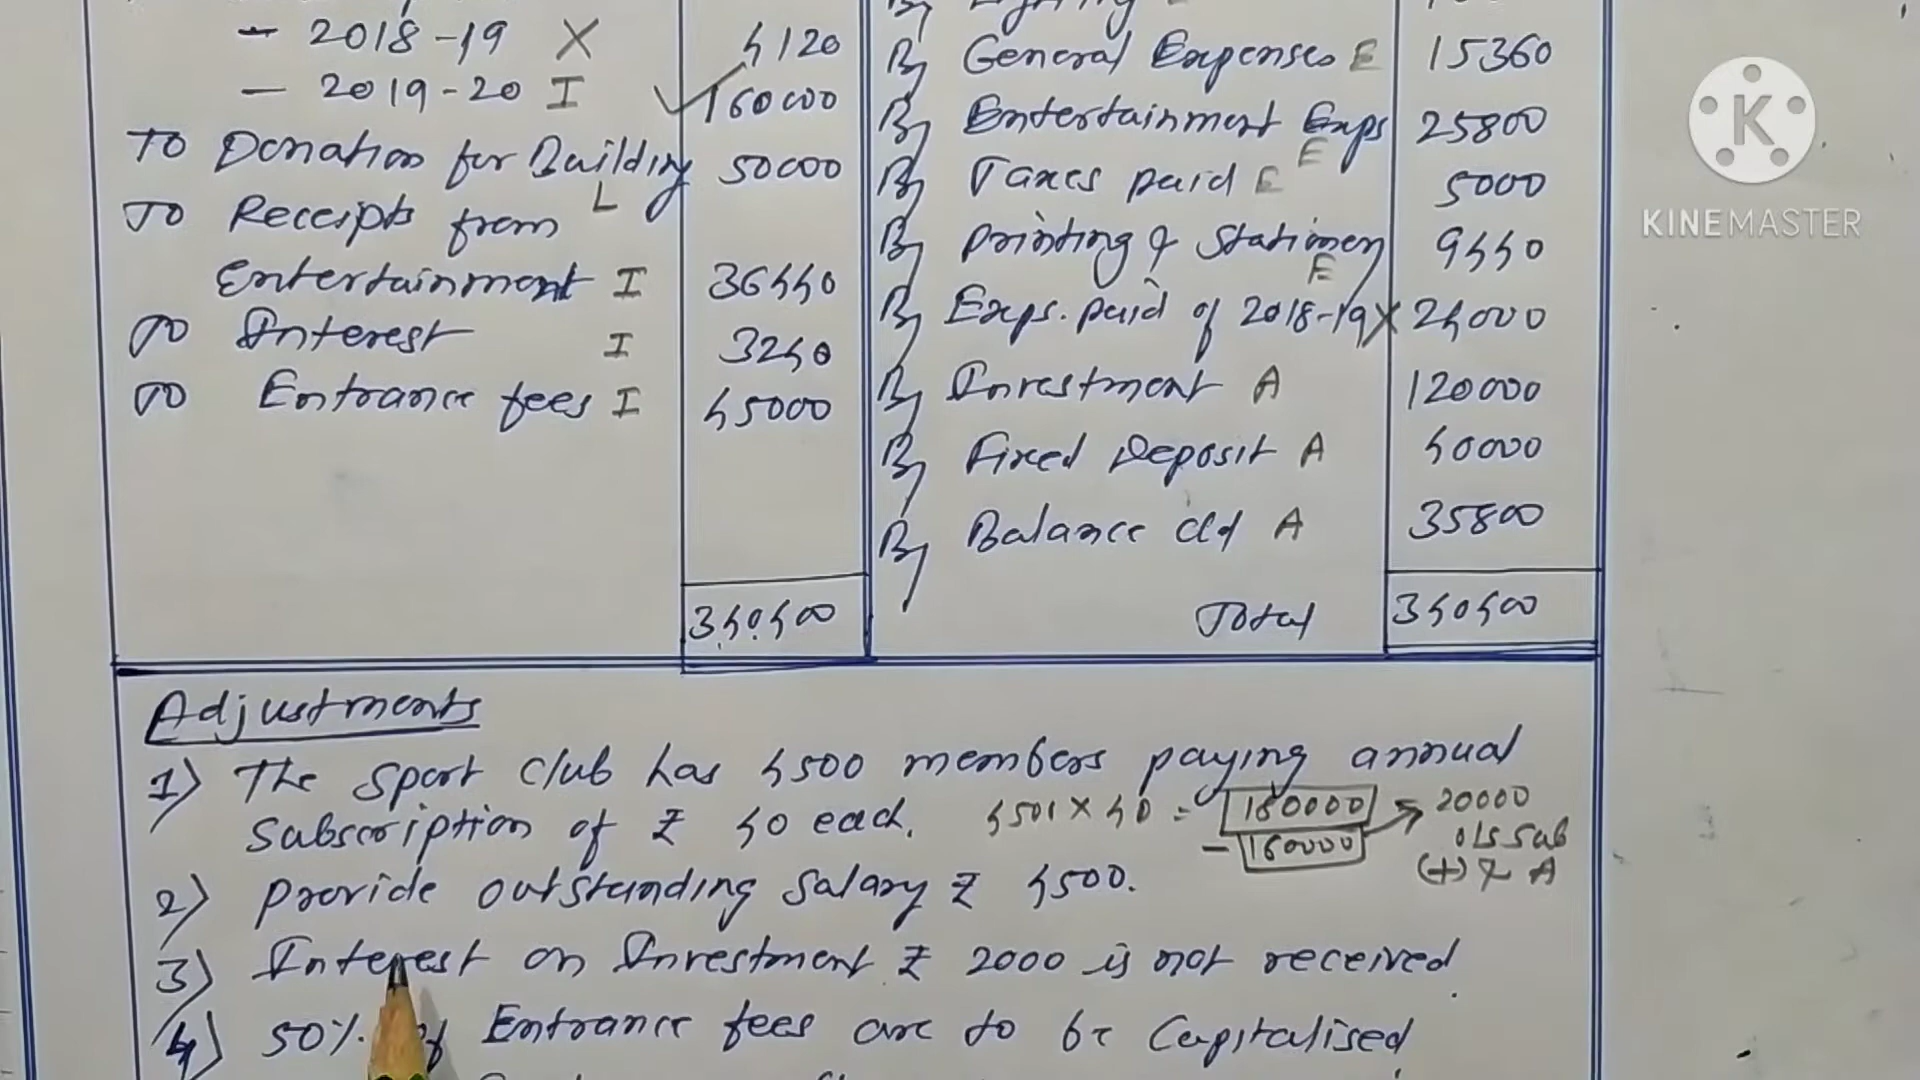 - 2018-19 X 4120
- 2019-20 I 160000
To Donation for Building L 50000
To Receipts from
Entertainment I 36440
To Interest I 3240
To Entrance fees I 45000
340400
By General Expenses E 15360
By Entertainment Exps E 25800
By Taxes paid E 5000
By Printing & Stationery E 9440
By Exps. paid of 2018-19 X 24000
By Investment A 120000
By Fixed Deposit A 40000
By Balance c/d A 35800
Total 340400
Adjustments
1) The Sport Club has 4500 members paying annual
Subscription of ₹ 40 each. 4500 X 40 = 180000 → 20000
- 160000 o/s Sub
(+) & A
2) Provide outstanding Salary ₹ 4500.
3) Interest on Investment ₹ 2000 is not received.
4) 50% of Entrance fees are to be Capitalised
K
KINEMASTER